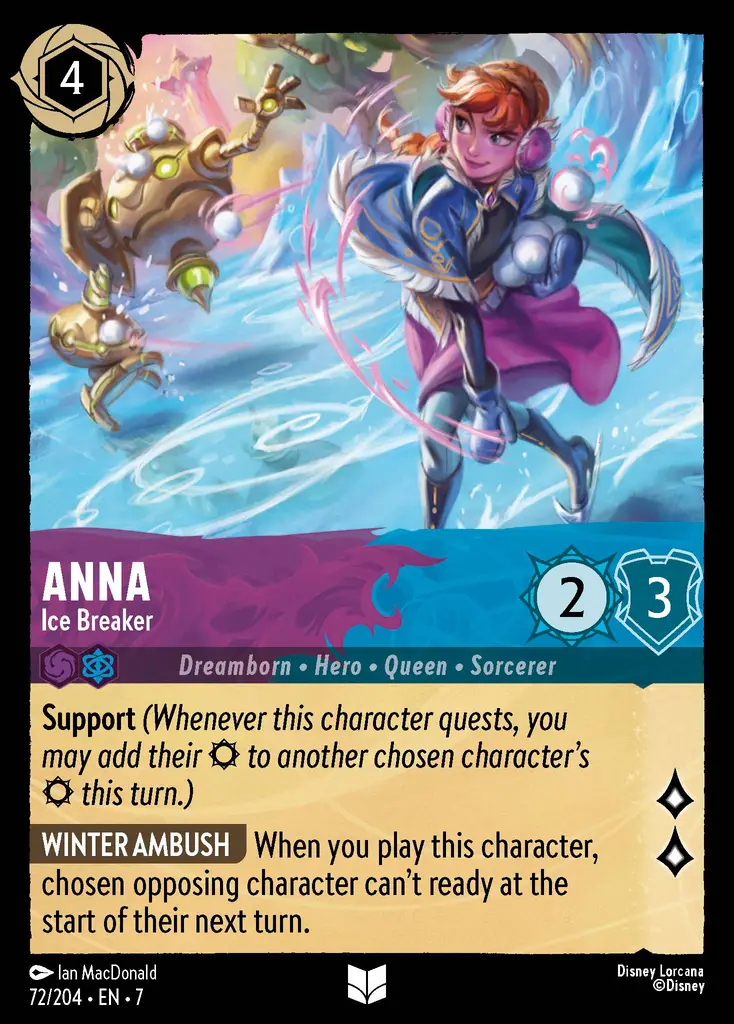 4
ANNA
Ice Breaker
2
3
Dreamborn • Hero • Queen • Sorcerer
Support (Whenever this character quests, you
may add their to another chosen character's
this turn.)
WINTER AMBUSH When you play this character,
chosen opposing character can't ready at the
start of their next turn.
Ian MacDonald
72/204 • EN • 7
Disney Lorcana
©Disney